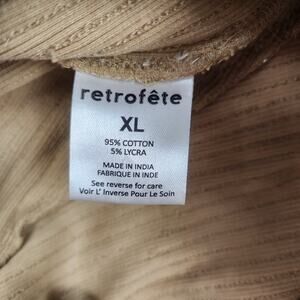 retrofête
XL
95% COTTON
5% LYCRA
MADE IN INDIA
FABRIQUE EN INDE
See reverse for care
Voir L' Inverse Pour Le Soin